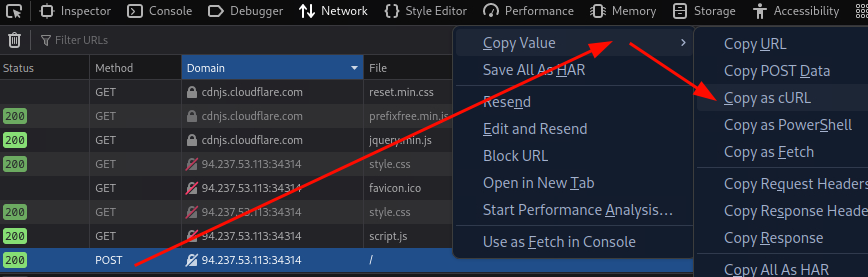 Inspector Console Debugger Network Style Editor Performance Memory Storage Accessibility
Filter URLs
Status Method Domain File
GET cdnjs.cloudflare.com reset.min.css
200 GET cdnjs.cloudflare.com prefixfree.min.js
200 GET cdnjs.cloudflare.com jquery.min.js
200 GET 94.237.53.113:34314 style.css
GET 94.237.53.113:34314 favicon.ico
200 GET 94.237.53.113:34314 style.css
200 GET 94.237.53.113:34314 script.js
200 POST 94.237.53.113:34314 /
Copy Value
Save All As HAR
Resend
Edit and Resend
Block URL
Open in New Tab
Start Performance Analysis...
Use as Fetch in Console
Copy URL
Copy POST Data
Copy as cURL
Copy as PowerShell
Copy as Fetch
Copy Request Headers
Copy Response Heade
Copy Response
Copy All As HAR